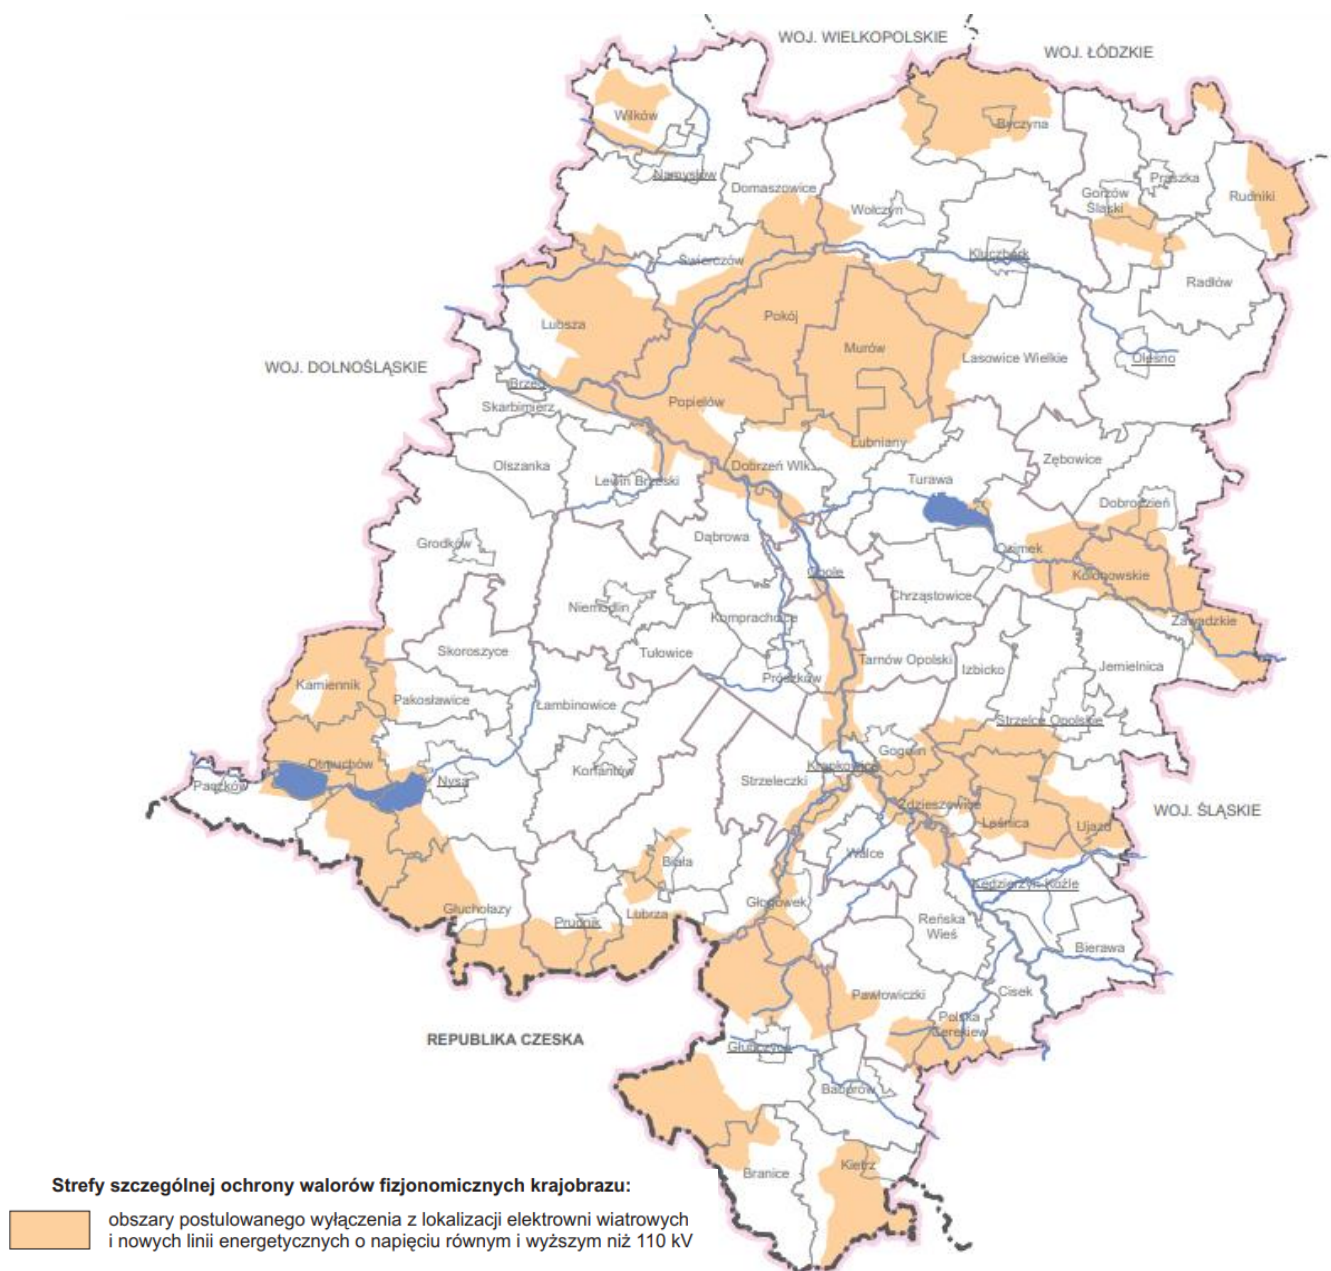 WOJ. WIELKOPOLSKIE
WOJ. ŁÓDZKIE
Wilków
Byczyna
Namysłów
Domaszowice
Praszka
Gorzów
Śląski
Rudniki
Wołczyn
Kluczbork
Świerczów
Radłów
Lubsza
Pokój
Murów
Lasowice Wielkie
Olesno
WOJ. DOLNOŚLĄSKIE
Brzeg
Skarbimierz
Popielów
Łubniany
Olszanka
Dobrzeń Wlk.
Zębowice
Lewin Brzeski
Turawa
Dobrodzień
Grodków
Dąbrowa
Ozimek
Opole
Kolonowskie
Chrząstowice
Niemodlin
Komprachcice
Zawadzkie
Skoroszyce
Tułowice
Tarnów Opolski
Izbicko
Jemielnica
Kamiennik
Prószków
Pakosławice
Łambinowice
Strzelce Opolskie
Gogolin
Otmuchów
Korfantów
Krapkowice
Strzeleczki
Paczków
Nysa
Zdzieszowice
Leśnica
Ujazd
WOJ. ŚLĄSKIE
Walce
Biała
Kędzierzyn-Koźle
Głogówek
Głuchołazy
Prudnik
Lubrza
Reńska
Wieś
Bierawa
Pawłowiczki
Cisek
Polska
Cerekiew
REPUBLIKA CZESKA
Głubczyce
Baborów
Branice
Kietrz
Strefy szczególnej ochrony walorów fizjonomicznych krajobrazu:
obszary postulowanego wyłączenia z lokalizacji elektrowni wiatrowych
i nowych linii energetycznych o napięciu równym i wyższym niż 110 kV